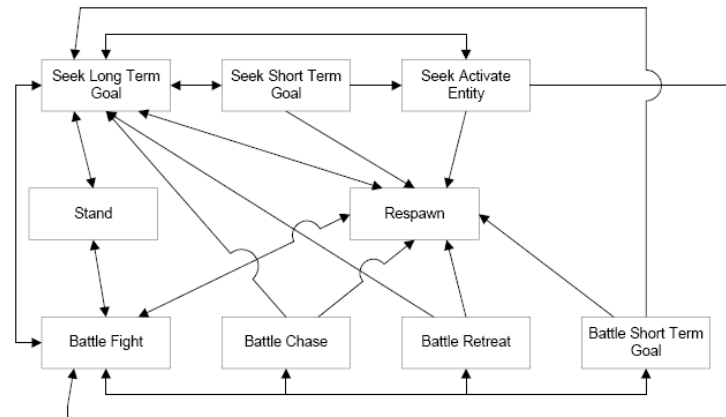 Seek Long Term
Goal
Seek Short Term
Goal
Seek Activate
Entity
Stand
Respawn
Battle Fight
Battle Chase
Battle Retreat
Battle Short Term
Goal